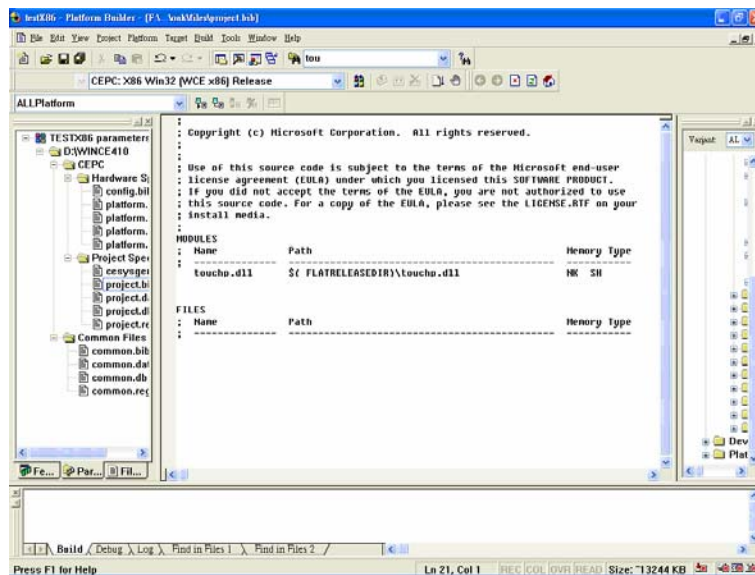 testX86 - Platform Builder - [F:\...\project.bib]
File Edit View Project Platform Target Build Tools Window Help
tou
CEPC: X86 Win32 (WCE x86) Release
ALLPlatform
TESTX86 parameters
D:\WINCE410
CEPC
Hardware Sp
config.bib
platform.
platform.
platform.
platform.
Project Spec
cesysgen
project.bi
project.d
project.d
project.re
Common Files
common.bib
common.dat
common.db
common.reg
;
; Copyright (c) Microsoft Corporation.  All rights reserved.
;
;
; Use of this source code is subject to the terms of the Microsoft end-user
; license agreement (EULA) under which you licensed this SOFTWARE PRODUCT.
; If you did not accept the terms of the EULA, you are not authorized to use
; this source code. For a copy of the EULA, please see the LICENSE.RTF on your
; install media.
;
MODULES
; Name Path Memory Type
; -------------- ---------------------------------------------- -----------
touchp.dll $(_FLATRELEASEDIR)\touchp.dll NK SH
FILES
; Name Path Memory Type
; -------------- ---------------------------------------------- -----------
Variant: AL
Dev
Plat
Fe... Par... Fil...
Build Debug Log Find in Files 1 Find in Files 2
Press F1 for Help
Ln 21, Col 1 REC COL OVR READ Size: ~13244 KB